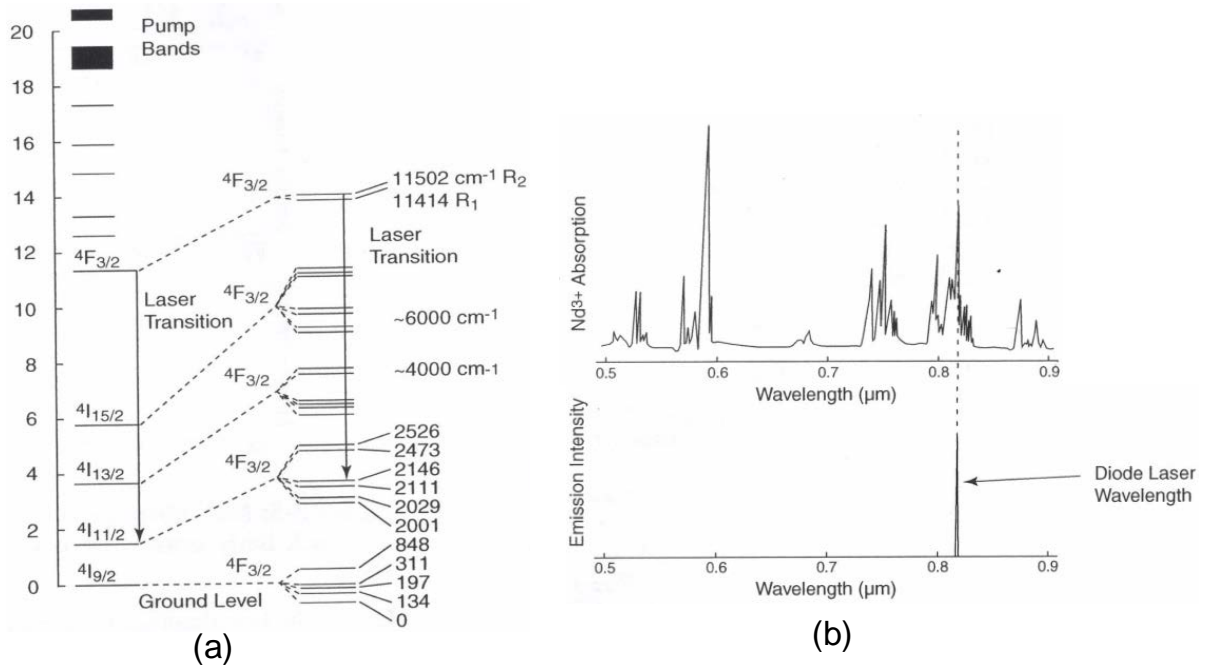 20
18
16
14
12
10
8
6
4
2
0
Pump
Bands
⁴F₃/₂
Laser
Transition
⁴I₁₅/₂
⁴I₁₃/₂
⁴I₁₁/₂
⁴I₉/₂
Ground Level
⁴F₃/₂
11502 cm⁻¹ R₂
11414 R₁
Laser
Transition
⁴F₃/₂
~6000 cm⁻¹
⁴F₃/₂
~4000 cm⁻¹
⁴F₃/₂
2526
2473
2146
2111
2029
2001
⁴F₃/₂
848
311
197
134
0
(a)
Nd³⁺ Absorption
0.5 0.6 0.7 0.8 0.9
Wavelength (μm)
Emission Intensity
Diode Laser
Wavelength
0.5 0.6 0.7 0.8 0.9
Wavelength (μm)
(b)